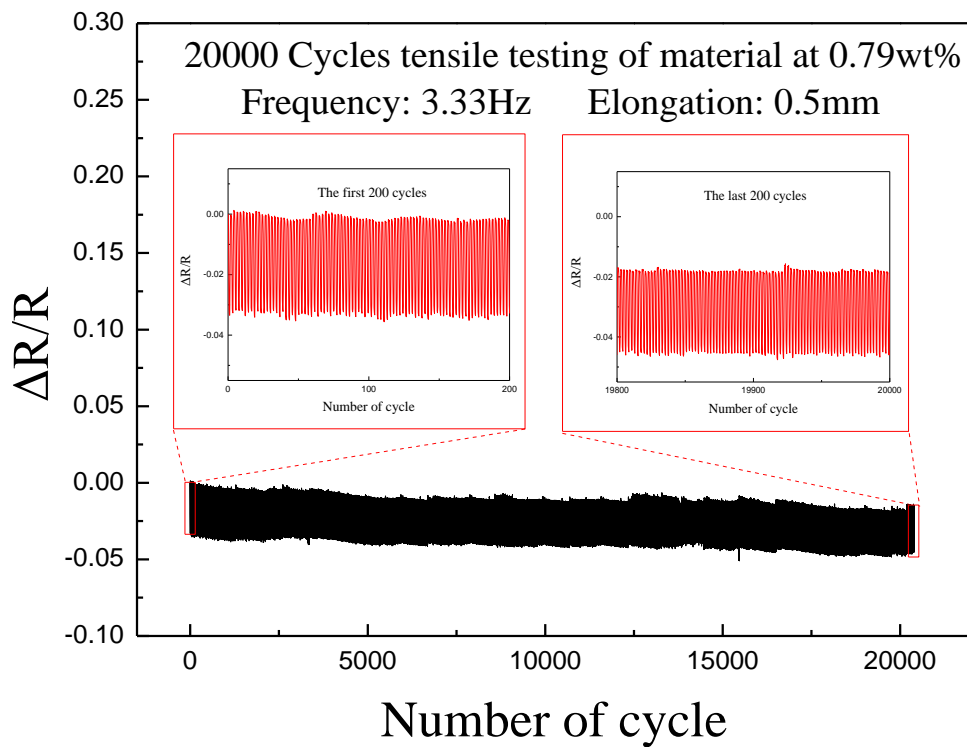 20000 Cycles tensile testing of material at 0.79wt%
Frequency: 3.33Hz Elongation: 0.5mm
0.30
0.25
0.20
0.15
0.10
0.05
0.00
-0.05
-0.10
ΔR/R
The first 200 cycles
0.00
-0.02
-0.04
ΔR/R
0 100 200
Number of cycle
The last 200 cycles
0.00
-0.02
-0.04
ΔR/R
19800 19900 20000
Number of cycle
0 5000 10000 15000 20000
Number of cycle